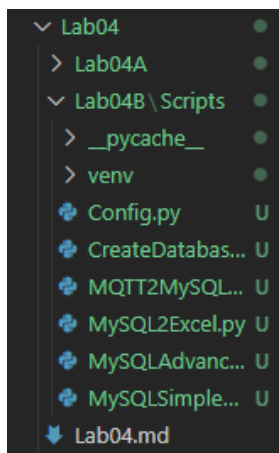 Lab04
Lab04A
Lab04B\Scripts
__pycache__
venv
Config.py U
CreateDatabas... U
MQTT2MySQL... U
MySQL2Excel.py U
MySQLAdvanc... U
MySQLSimple... U
Lab04.md